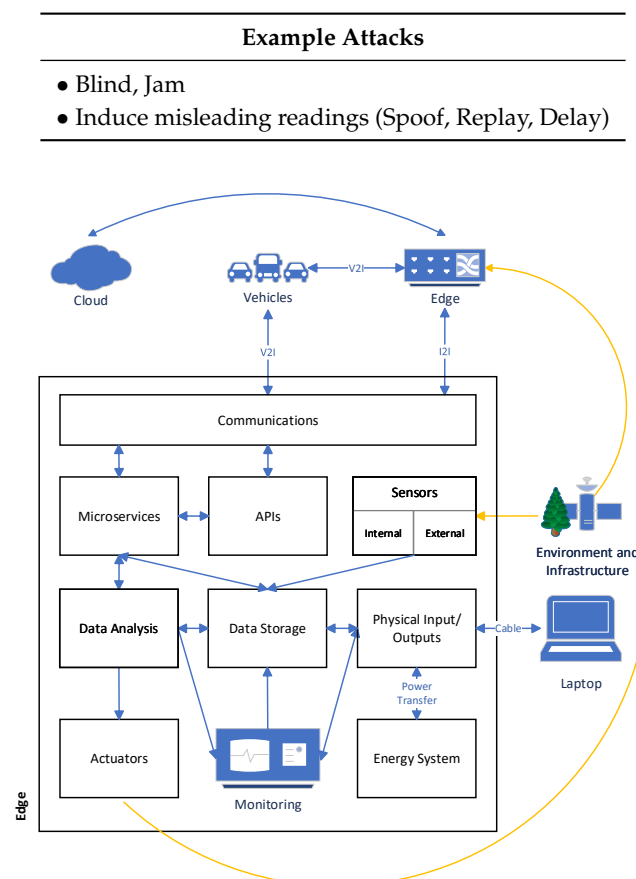 Example Attacks
• Blind, Jam
• Induce misleading readings (Spoof, Replay, Delay)
Cloud
Vehicles
V2I
Edge
V2I
I2I
Communications
Microservices
APIs
Sensors
Internal
External
Environment and
Infrastructure
Data Analysis
Data Storage
Physical Input/
Outputs
Cable
Laptop
Power
Transfer
Actuators
Monitoring
Energy System
Edge